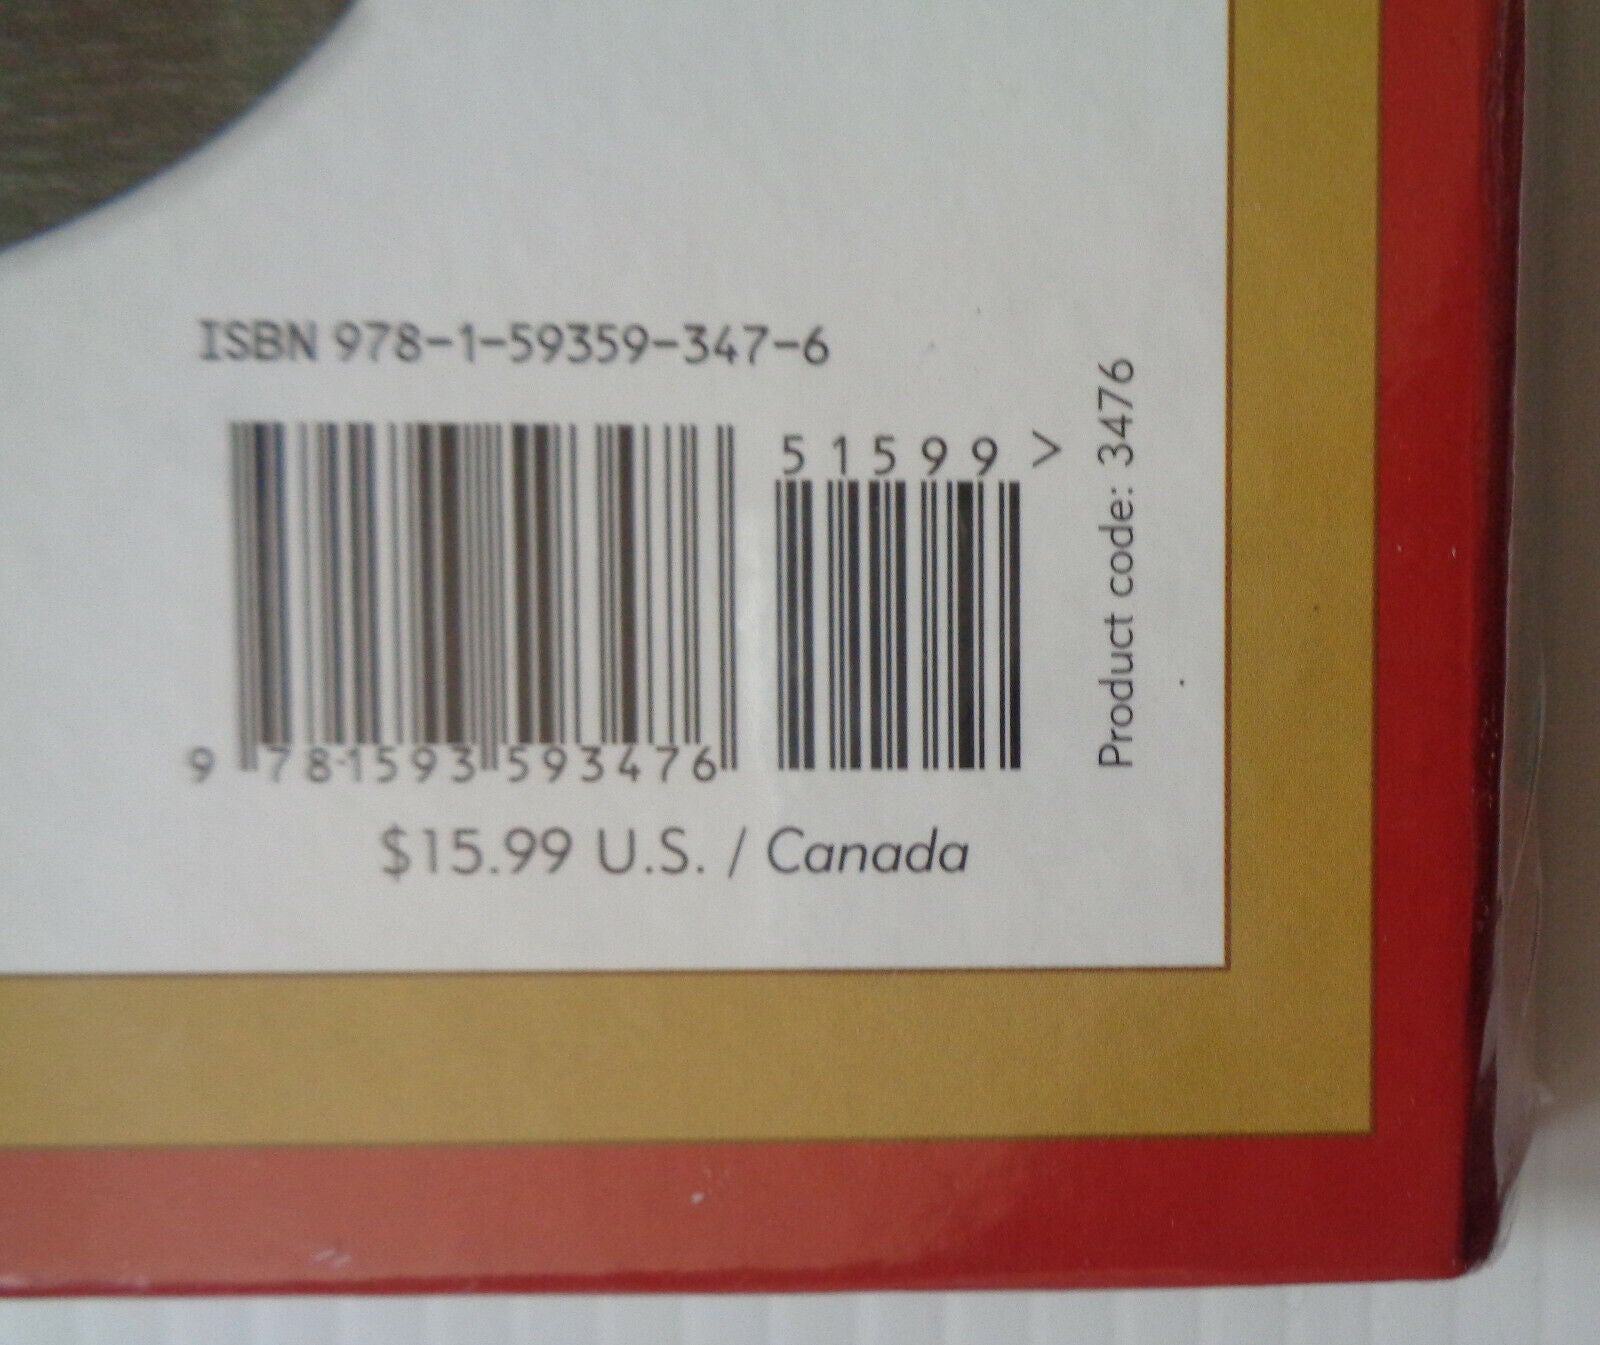 ISBN 978-1-59359-347-6
51599 >
9 781593 593476
$15.99 U.S. / Canada
Product code: 3476